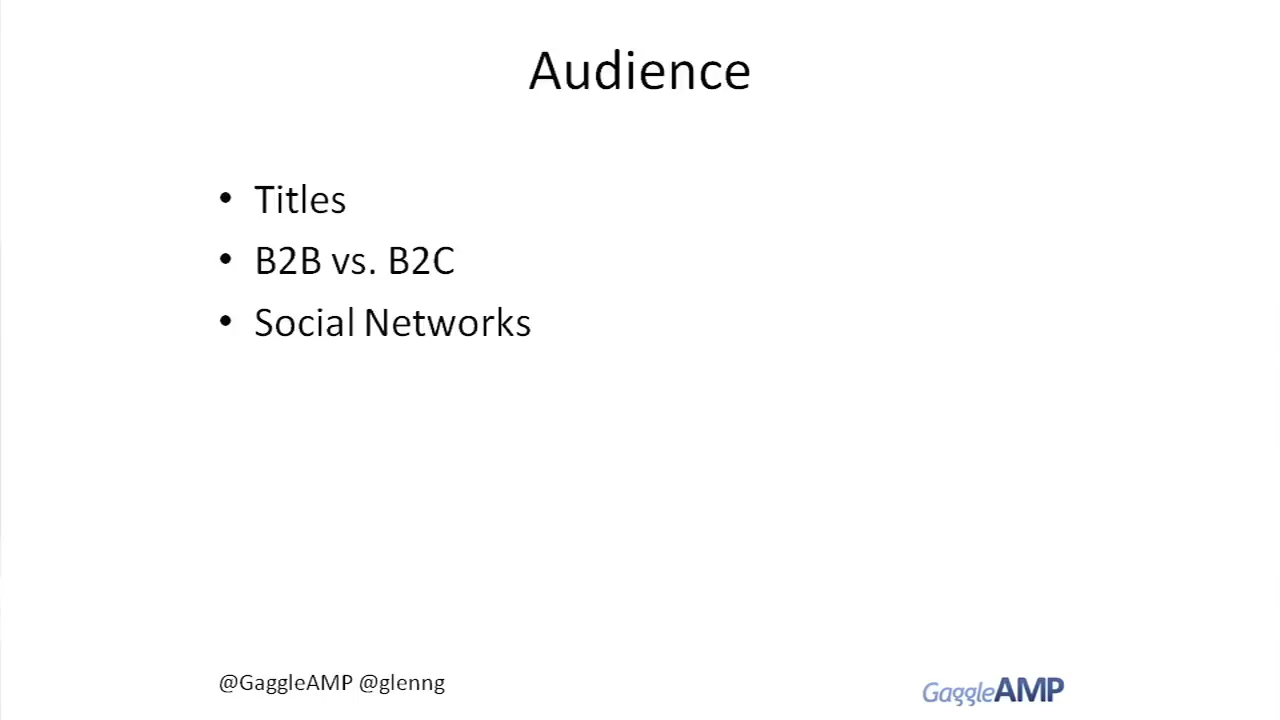 Audience
• Titles
• B2B vs. B2C
• Social Networks
@GaggleAMP @glenng
GaggleAMP